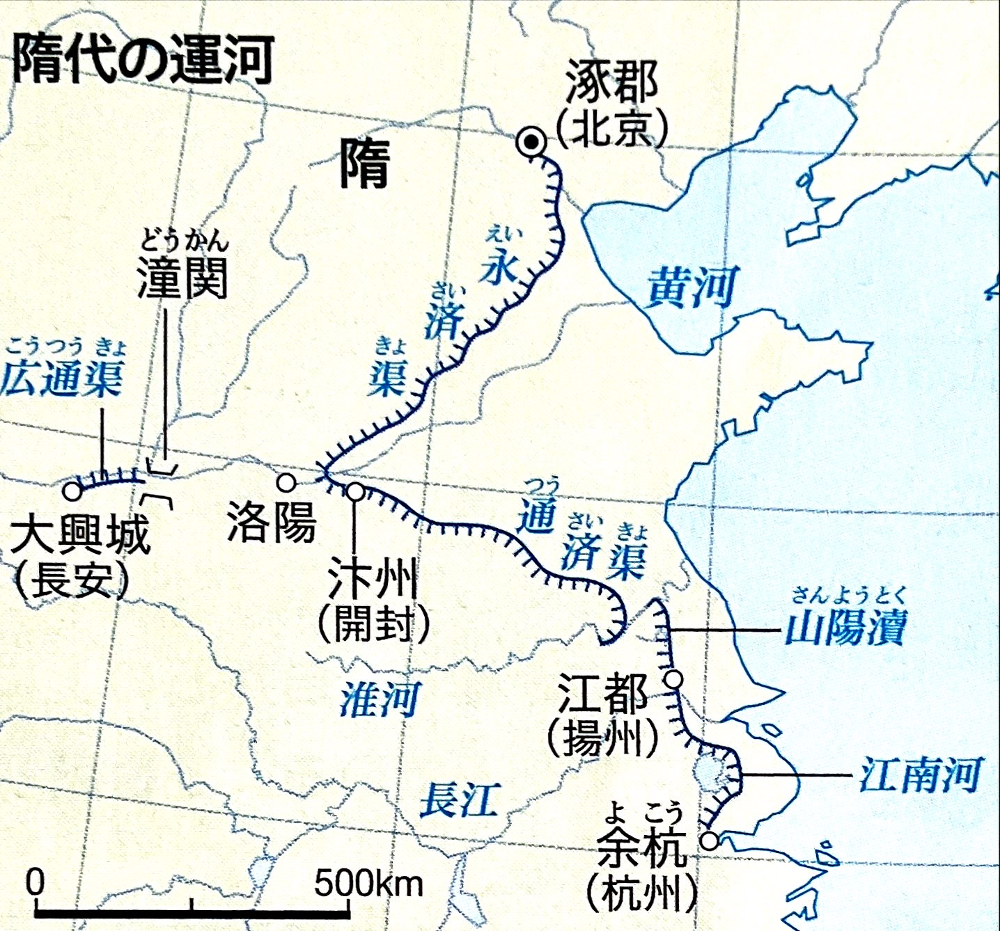 隋代の運河
涿郡
(北京)
隋
どうかん
潼関
えい
永
さい
済
きょ
渠
黄河
こうつうきょ
広通渠
大興城
(長安)
洛陽
汴州
(開封)
つう
通
さい
済
きょ
渠
さんようとく
山陽瀆
淮河
江都
(揚州)
江南河
長江
よこう
余杭
(杭州)
0 500km